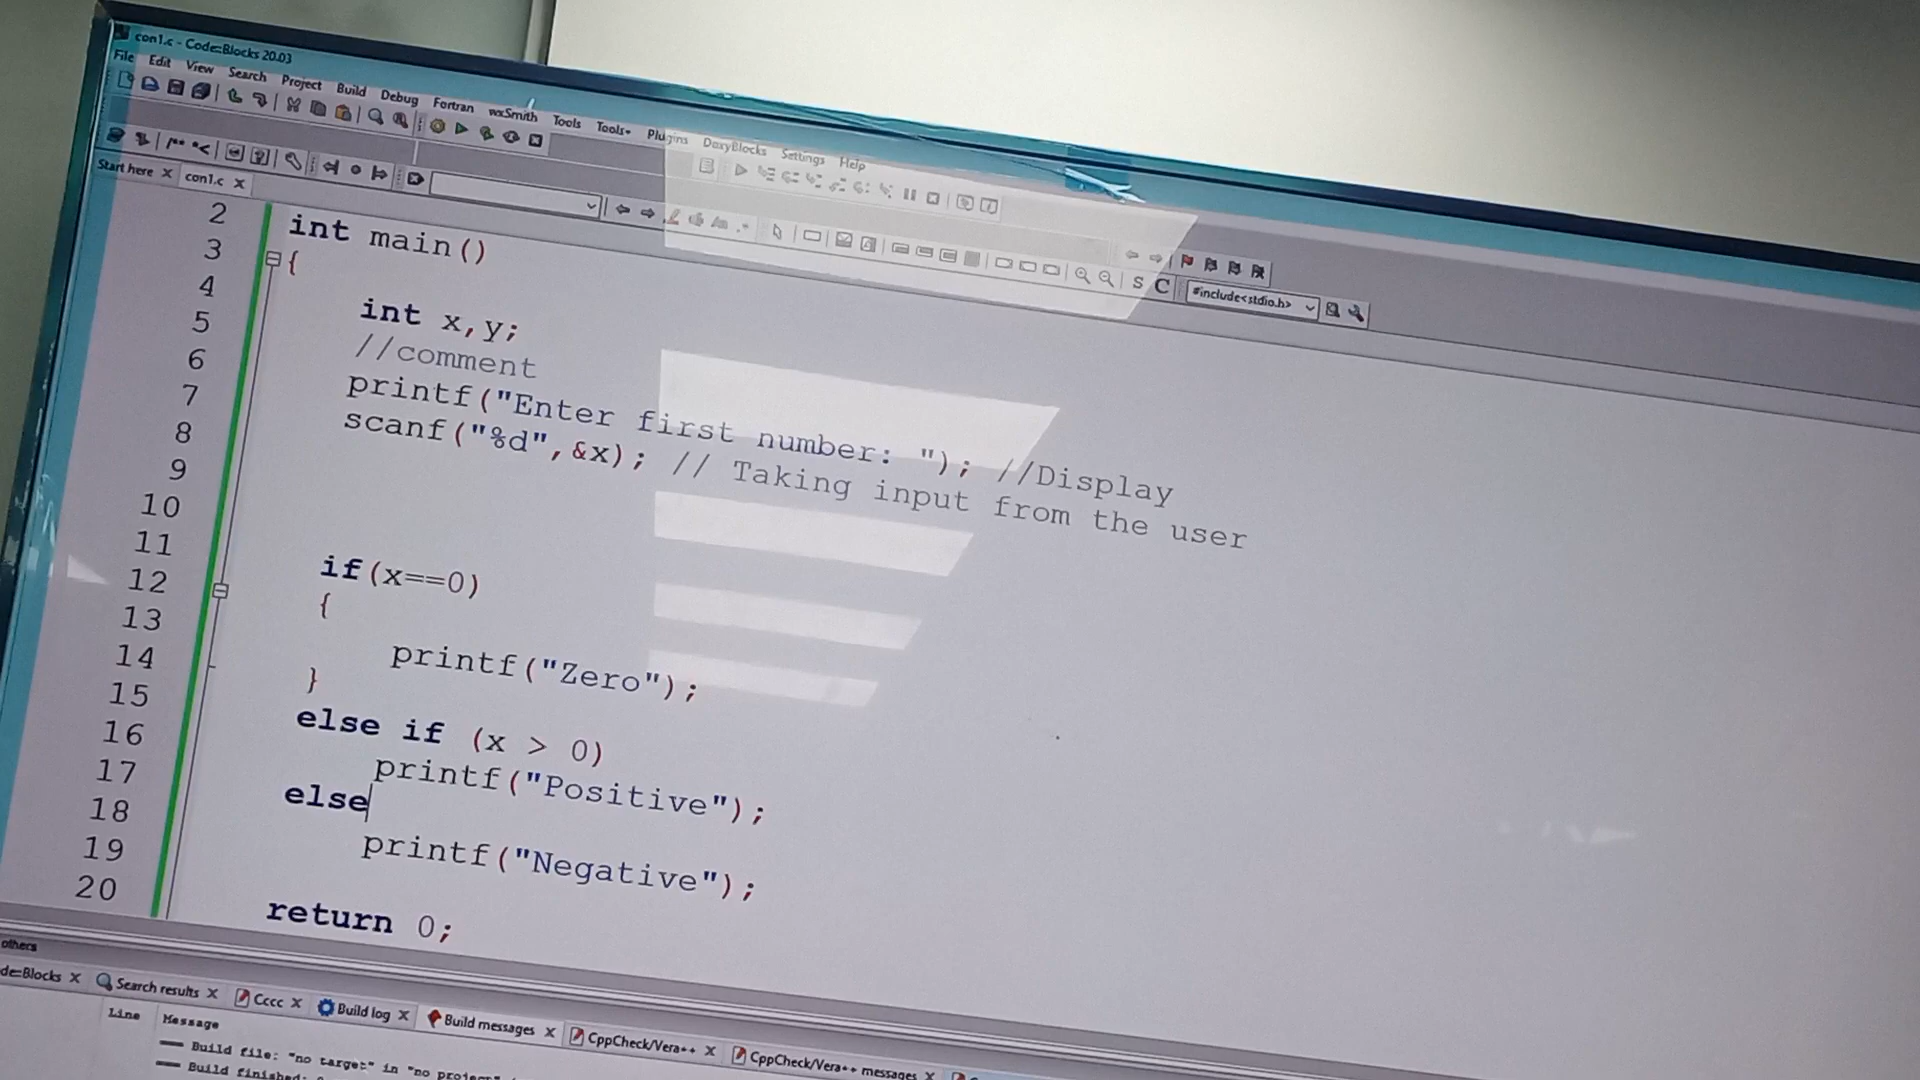 con1.c - Code::Blocks 20.03
File Edit View Search Project Build Debug Fortran wxSmith Tools Tools+ Plugins DoxyBlocks Settings Help
S C #include<stdio.h>
Start here con1.c
2 int main()
3 {
4
5 int x,y;
6 //comment
7 printf("Enter first number: "); //Display
8 scanf("%d",&x); // Taking input from the user
9
10
11 if(x==0)
12 {
13 printf("Zero");
14 }
15 else if (x > 0)
16 printf("Positive");
17 else
18 printf("Negative");
19
20 return 0;
others
de::Blocks Search results Cccc Build log Build messages CppCheck/Vera++ CppCheck/Vera++ messages
Line Message
Build file: "no target" in "no project"
Build finished: